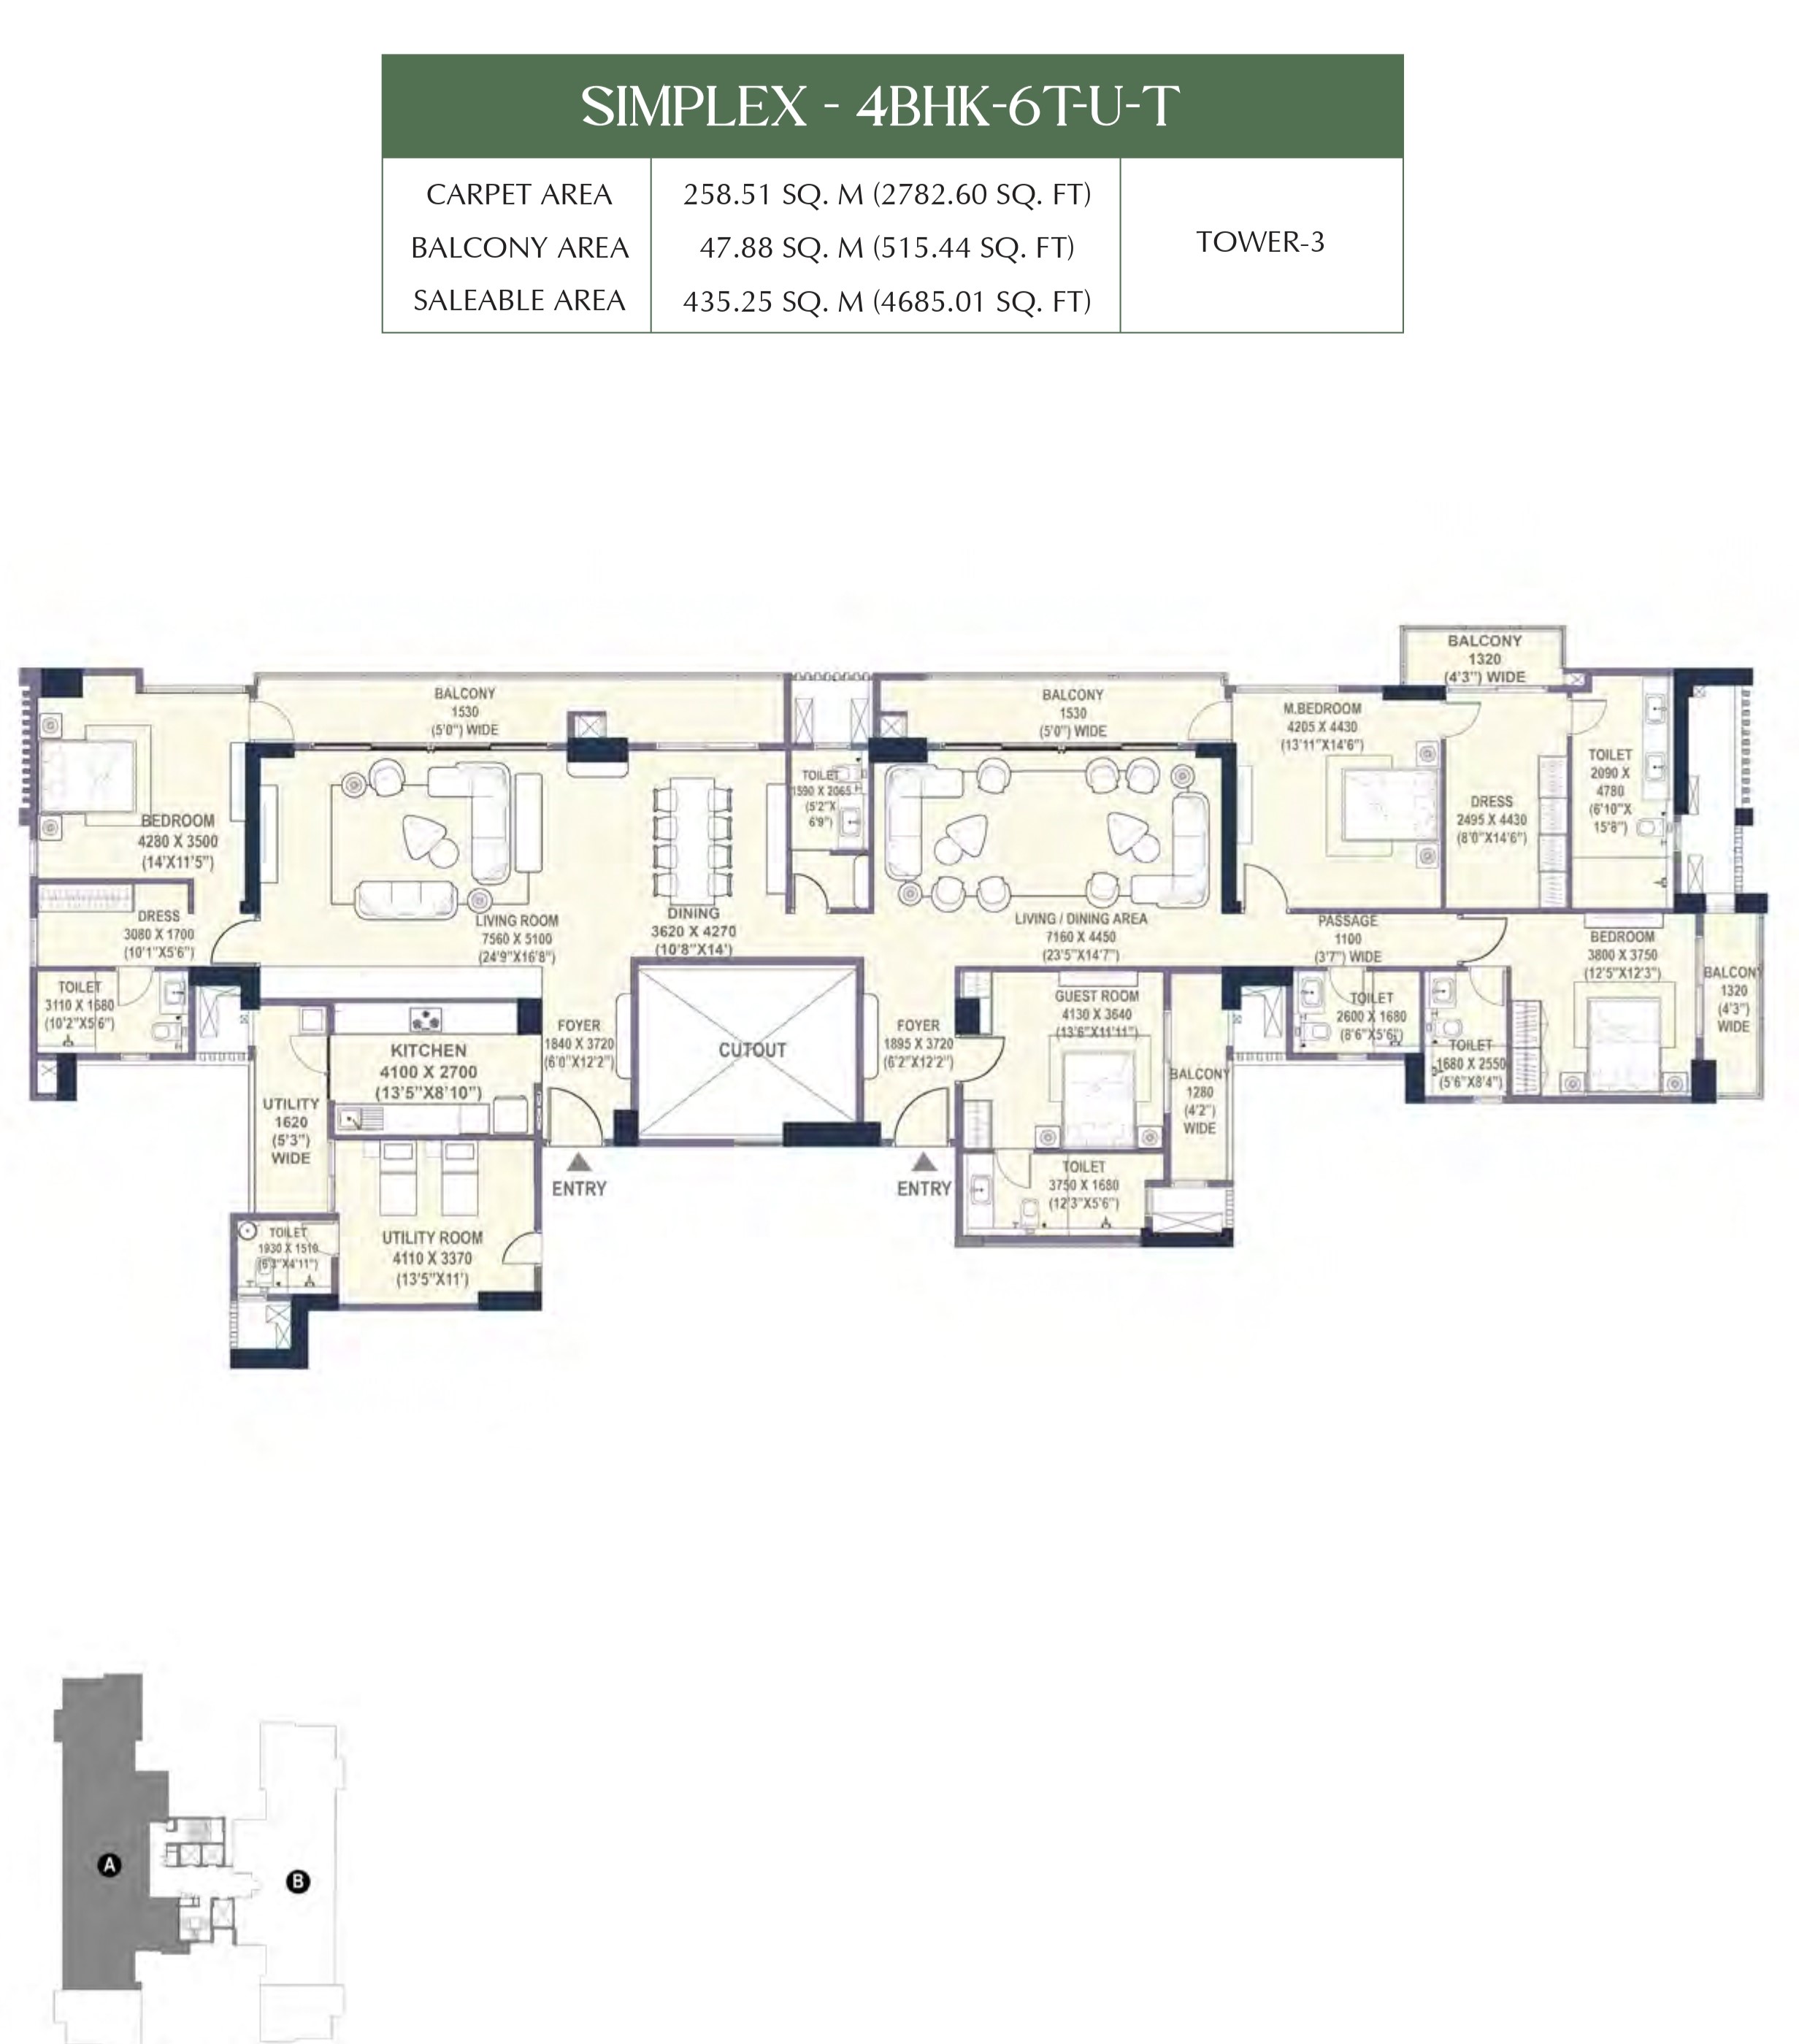 SIMPLEX - 4BHK-6T-U-T
CARPET AREA
258.51 SQ. M (2782.60 SQ. FT)
BALCONY AREA
47.88 SQ. M (515.44 SQ. FT)
SALEABLE AREA
435.25 SQ. M (4685.01 SQ. FT)
TOWER-3
BALCONY
1320
(4'3") WIDE
BALCONY
1530
(5'0") WIDE
BALCONY
1530
(5'0") WIDE
M.BEDROOM
4205 X 4430
(13'11"X14'6")
BEDROOM
4280 X 3500
(14'X11'5")
TOILET
1590 X 2065
(5'2"X
6'9")
DRESS
2495 X 4430
(8'0"X14'6")
TOILET
2090 X
4780
(6'10"X
15'8")
DRESS
3080 X 1700
(10'1"X5'6")
LIVING ROOM
7560 X 5100
(24'9"X16'8")
DINING
3620 X 4270
(10'8"X14')
LIVING / DINING AREA
7160 X 4450
(23'5"X14'7")
PASSAGE
1100
(3'7") WIDE
BEDROOM
3800 X 3750
(12'5"X12'3")
BALCONY
1320
(4'3")
WIDE
TOILET
3110 X 1680
(10'2"X5'6")
KITCHEN
4100 X 2700
(13'5"X8'10")
FOYER
1840 X 3720
(6'0"X12'2")
CUTOUT
FOYER
1895 X 3720
(6'2"X12'2")
GUEST ROOM
4130 X 3640
(13'6"X11'11")
BALCONY
1280
(4'2")
WIDE
TOILET
2600 X 1680
(8'6"X5'6")
TOILET
1680 X 2550
(5'6"X8'4")
UTILITY
1620
(5'3")
WIDE
ENTRY
ENTRY
TOILET
3750 X 1680
(12'3"X5'6")
TOILET
1930 X 1510
(6'3"X4'11")
UTILITY ROOM
4110 X 3370
(13'5"X11')
A
B